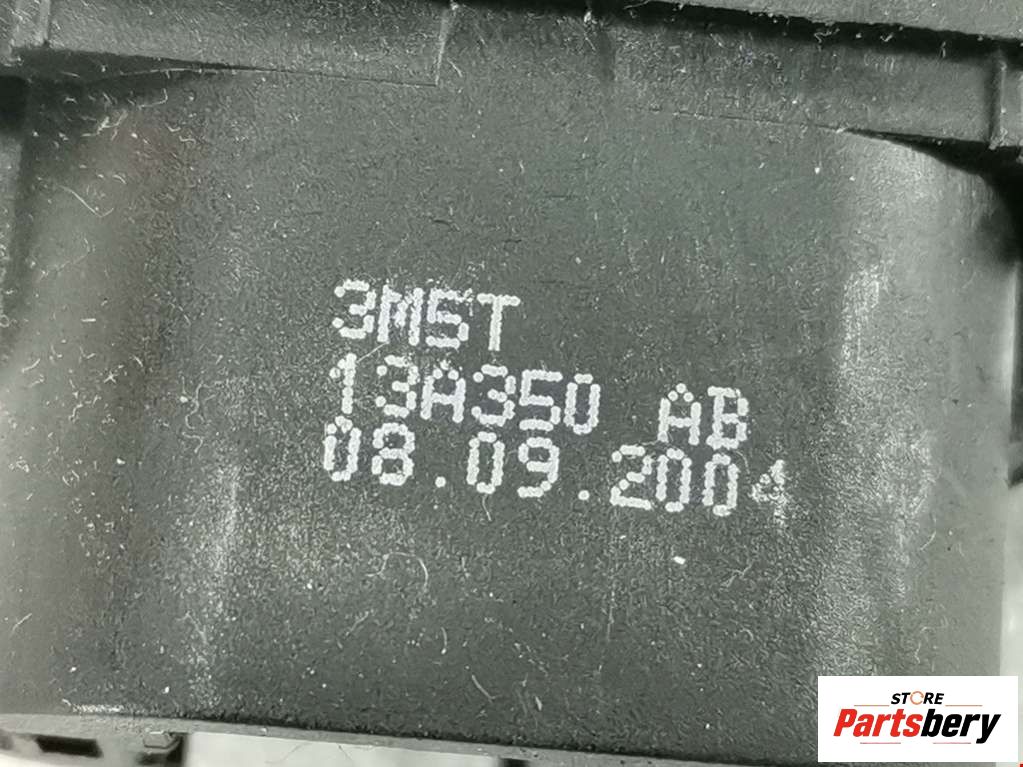 3M5T
13A350 AB
08.09.2004
STORE
Partsbery